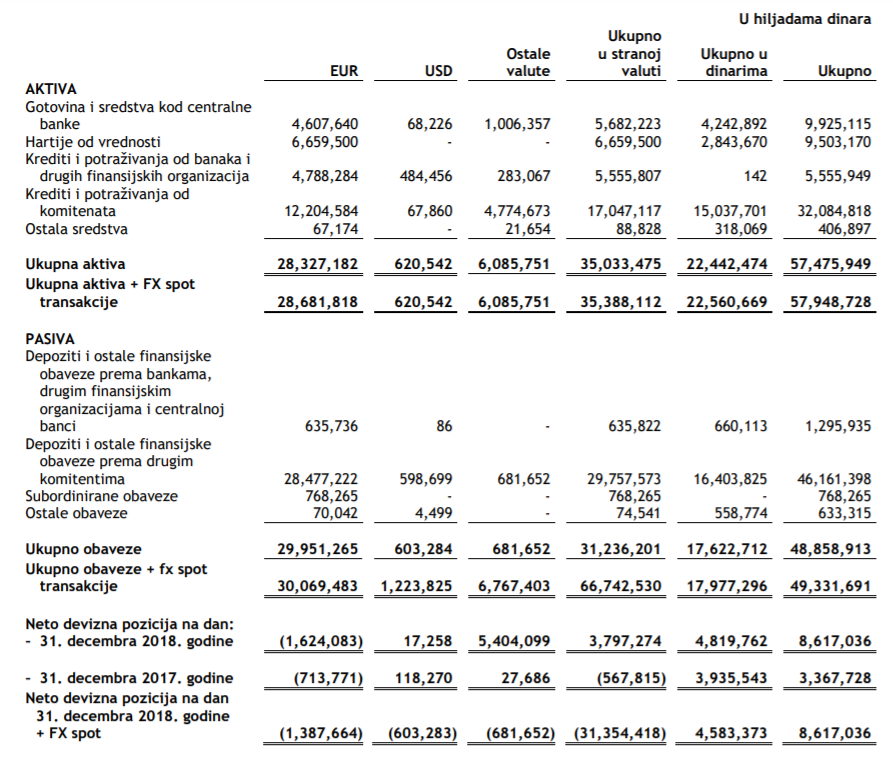 U hiljadama dinara
EUR USD Ostale valute Ukupno u stranoj valuti Ukupno u dinarima Ukupno
AKTIVA
Gotovina i sredstva kod centralne
banke 4,607,640 68,226 1,006,357 5,682,223 4,242,892 9,925,115
Hartije od vrednosti 6,659,500 - - 6,659,500 2,843,670 9,503,170
Krediti i potraživanja od banaka i
drugih finansijskih organizacija 4,788,284 484,456 283,067 5,555,807 142 5,555,949
Krediti i potraživanja od
komitenata 12,204,584 67,860 4,774,673 17,047,117 15,037,701 32,084,818
Ostala sredstva 67,174 - 21,654 88,828 318,069 406,897
Ukupna aktiva 28,327,182 620,542 6,085,751 35,033,475 22,442,474 57,475,949
Ukupna aktiva + FX spot
transakcije 28,681,818 620,542 6,085,751 35,388,112 22,560,669 57,948,728
PASIVA
Depoziti i ostale finansijske
obaveze prema bankama,
drugim finansijskim
organizacijama i centralnoj
banci 635,736 86 - 635,822 660,113 1,295,935
Depoziti i ostale finansijske
obaveze prema drugim
komitentima 28,477,222 598,699 681,652 29,757,573 16,403,825 46,161,398
Subordinirane obaveze 768,265 - - 768,265 - 768,265
Ostale obaveze 70,042 4,499 - 74,541 558,774 633,315
Ukupno obaveze 29,951,265 603,284 681,652 31,236,201 17,622,712 48,858,913
Ukupno obaveze + fx spot
transakcije 30,069,483 1,223,825 6,767,403 66,742,530 17,977,296 49,331,691
Neto devizna pozicija na dan:
- 31. decembra 2018. godine (1,624,083) 17,258 5,404,099 3,797,274 4,819,762 8,617,036
- 31. decembra 2017. godine (713,771) 118,270 27,686 (567,815) 3,935,543 3,367,728
Neto devizna pozicija na dan
31. decembra 2018. godine
+ FX spot (1,387,664) (603,283) (681,652) (31,354,418) 4,583,373 8,617,036